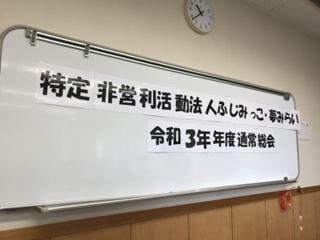 特定非営利活動法人ふじみっこ・夢みらい
令和3年年度通常総会